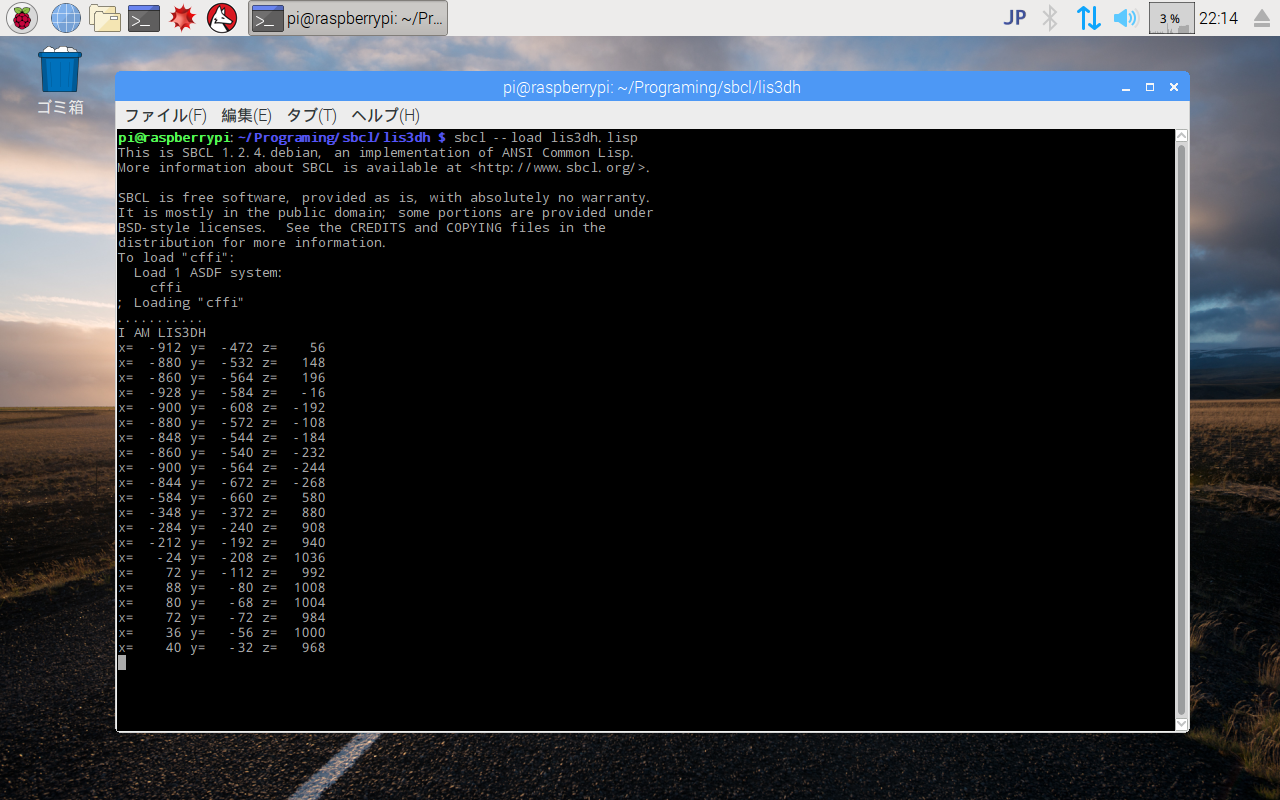 pi@raspberrypi: ~/Pr...
JP
3 %
22:14
ゴミ箱
pi@raspberrypi: ~/Programing/sbcl/lis3dh
ファイル(F) 編集(E) タブ(T) ヘルプ(H)
pi@raspberrypi: ~/Programing/sbcl/lis3dh $ sbcl --load lis3dh.lisp
This is SBCL 1.2.4.debian, an implementation of ANSI Common Lisp.
More information about SBCL is available at <http://www.sbcl.org/>.
SBCL is free software, provided as is, with absolutely no warranty.
It is mostly in the public domain; some portions are provided under
BSD-style licenses.  See the CREDITS and COPYING files in the
distribution for more information.
To load "cffi":
  Load 1 ASDF system:
    cffi
; Loading "cffi"
...........
I AM LIS3DH
x=  -912 y=  -472 z=    56
x=  -880 y=  -532 z=   148
x=  -860 y=  -564 z=   196
x=  -928 y=  -584 z=   -16
x=  -900 y=  -608 z=  -192
x=  -880 y=  -572 z=  -108
x=  -848 y=  -544 z=  -184
x=  -860 y=  -540 z=  -232
x=  -900 y=  -564 z=  -244
x=  -844 y=  -672 z=  -268
x=  -584 y=  -660 z=   580
x=  -348 y=  -372 z=   880
x=  -284 y=  -240 z=   908
x=  -212 y=  -192 z=   940
x=   -24 y=  -208 z=  1036
x=    72 y=  -112 z=   992
x=    88 y=   -80 z=  1008
x=    80 y=   -68 z=  1004
x=    72 y=   -72 z=   984
x=    36 y=   -56 z=  1000
x=    40 y=   -32 z=   968